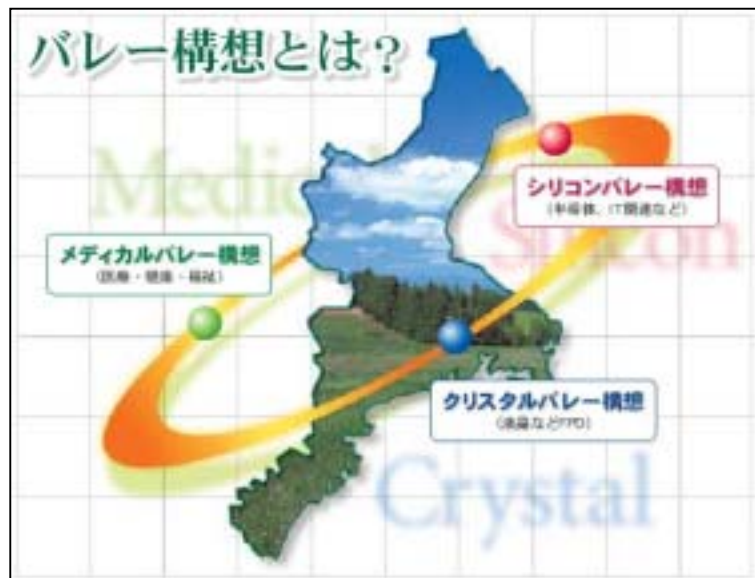 バレー構想とは？
Medical
シリコンバレー構想
(半導体、IT関連など)
Silicon
メディカルバレー構想
(医療・健康・福祉)
クリスタルバレー構想
(液晶などFPD)
Crystal